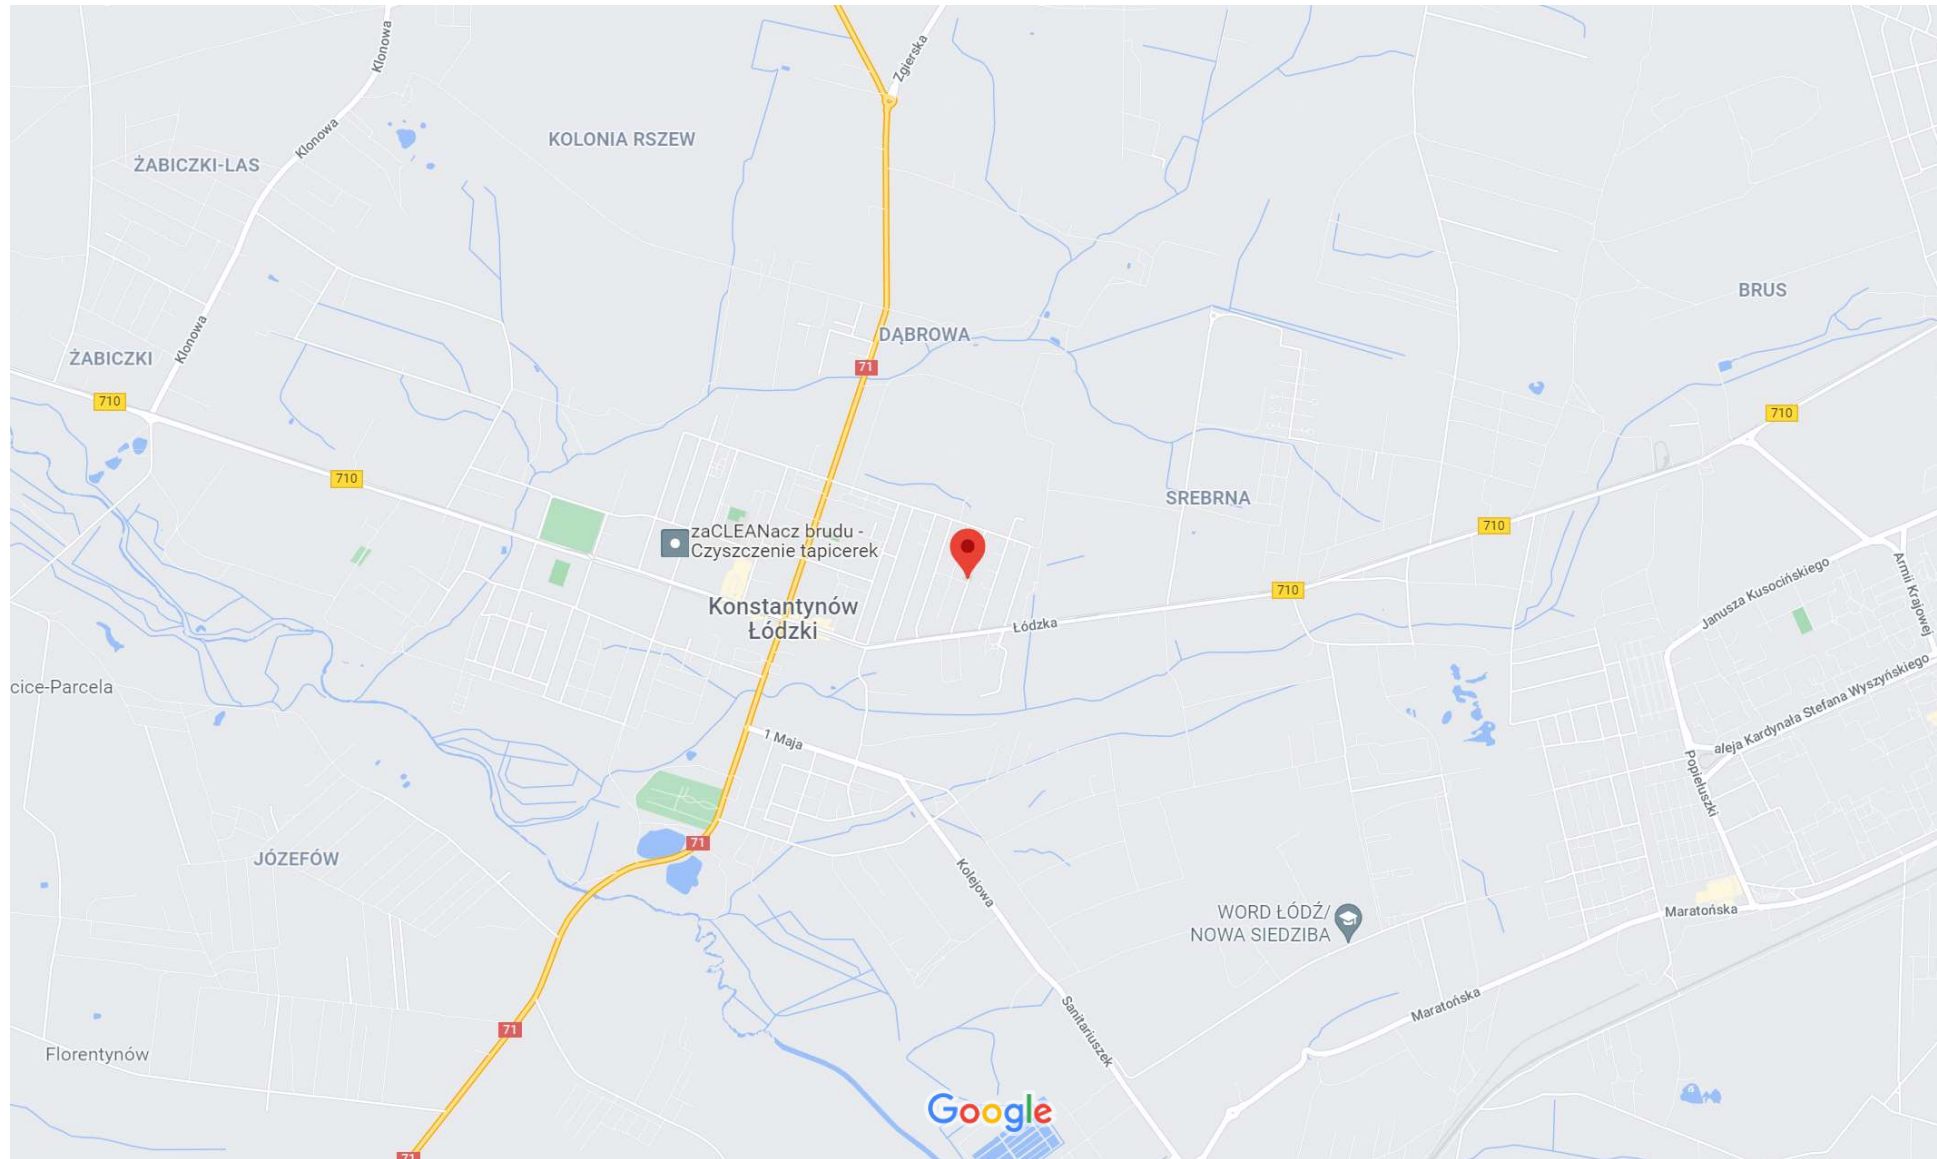 Klonowa
Zgierska
KOLONIA RSZEW
Klonowa
ŻABICZKI-LAS
BRUS
Klonowa
DĄBROWA
ŻABICZKI
71
710
710
710
SREBRNA
710
zaCLEANacz brudu -
Czyszczenie tapicerek
710
Janusza Kusocińskiego
Armii Krajowej
Konstantynów
Łódzki
Łódzka
cice-Parcela
aleja Kardynała Stefana Wyszyńskiego
1 Maja
Popiełuszki
71
JÓZEFÓW
Kolejowa
WORD ŁÓDŹ/
NOWA SIEDZIBA
Maratońska
Maratońska
Sanitariuszek
71
Florentynów
Google
71